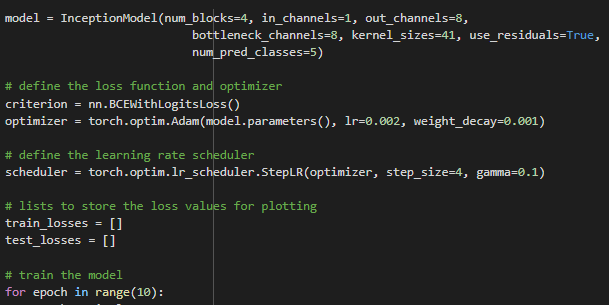 model = InceptionModel(num_blocks=4, in_channels=1, out_channels=8,
bottleneck_channels=8, kernel_sizes=41, use_residuals=True,
num_pred_classes=5)
# define the loss function and optimizer
criterion = nn.BCEWithLogitsLoss()
optimizer = torch.optim.Adam(model.parameters(), lr=0.002, weight_decay=0.001)
# define the learning rate scheduler
scheduler = torch.optim.lr_scheduler.StepLR(optimizer, step_size=4, gamma=0.1)
# lists to store the loss values for plotting
train_losses = []
test_losses = []
# train the model
for epoch in range(10):